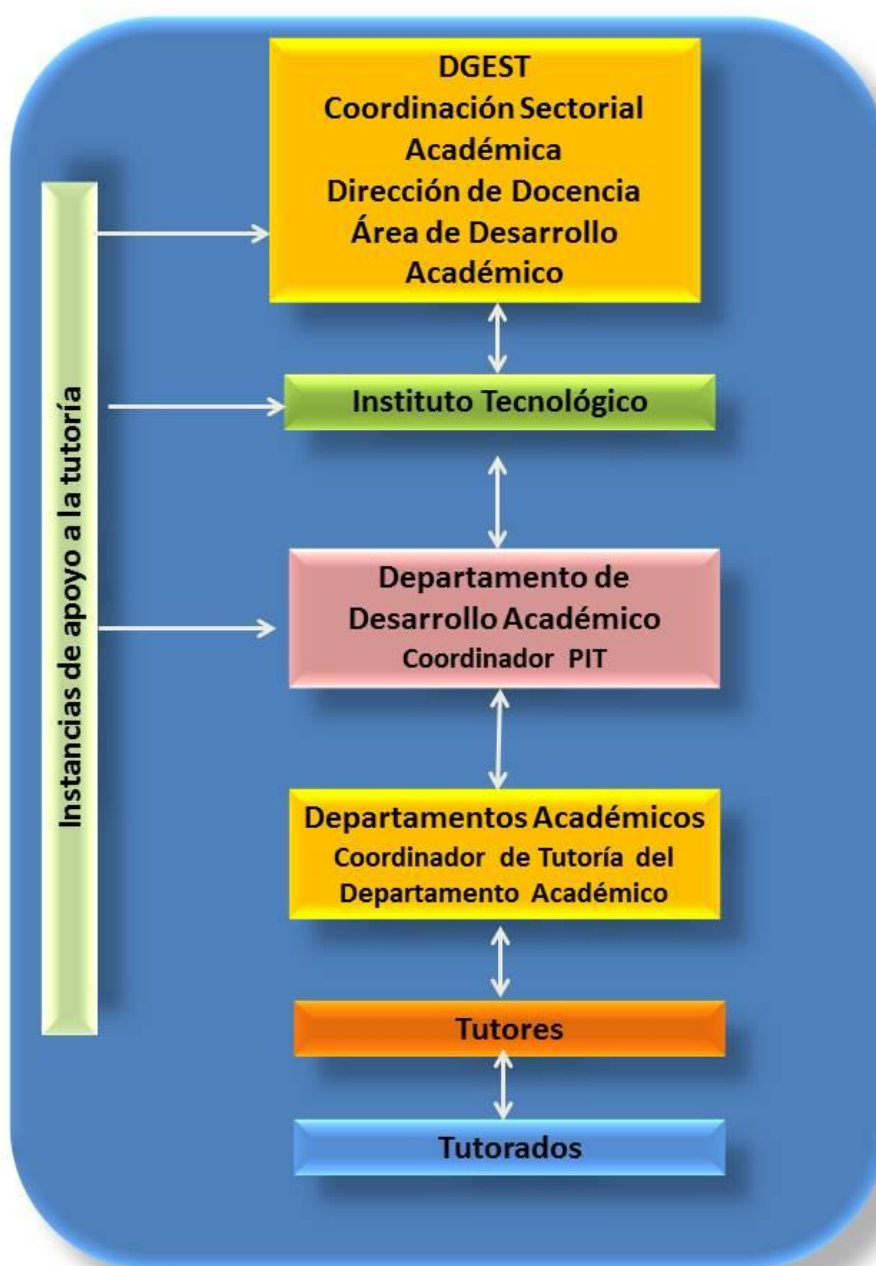 DGEST
Coordinación Sectorial
Académica
Dirección de Docencia
Área de Desarrollo
Académico
Instancias de apoyo a la tutoría
Instituto Tecnológico
Departamento de
Desarrollo Académico
Coordinador PIT
Departamentos Académicos
Coordinador de Tutoría del
Departamento Académico
Tutores
Tutorados